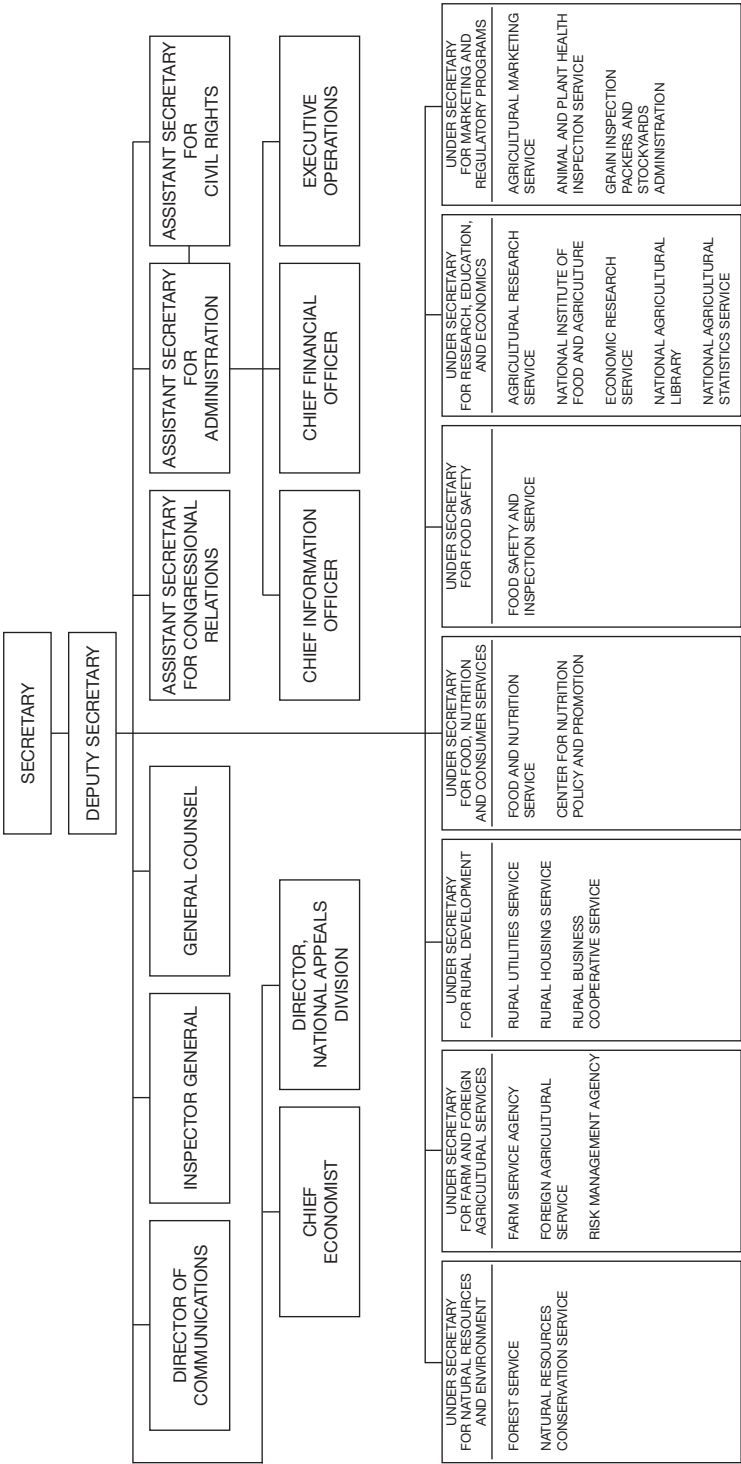 SECRETARY
DEPUTY SECRETARY
DIRECTOR OF
COMMUNICATIONS
INSPECTOR GENERAL
GENERAL COUNSEL
ASSISTANT SECRETARY
FOR CONGRESSIONAL
RELATIONS
ASSISTANT SECRETARY
FOR
ADMINISTRATION
ASSISTANT SECRETARY
FOR
CIVIL RIGHTS
CHIEF
ECONOMIST
DIRECTOR,
NATIONAL APPEALS
DIVISION
CHIEF INFORMATION
OFFICER
CHIEF FINANCIAL
OFFICER
EXECUTIVE
OPERATIONS
UNDER SECRETARY
FOR NATURAL RESOURCES
AND ENVIRONMENT
FOREST SERVICE
NATURAL RESOURCES
CONSERVATION SERVICE
UNDER SECRETARY
FOR FARM AND FOREIGN
AGRICULTURAL SERVICES
FARM SERVICE AGENCY
FOREIGN AGRICULTURAL
SERVICE
RISK MANAGEMENT AGENCY
UNDER SECRETARY
FOR RURAL DEVELOPMENT
RURAL UTILITIES SERVICE
RURAL HOUSING SERVICE
RURAL BUSINESS
COOPERATIVE SERVICE
UNDER SECRETARY
FOR FOOD, NUTRITION
AND CONSUMER SERVICES
FOOD AND NUTRITION
SERVICE
CENTER FOR NUTRITION
POLICY AND PROMOTION
UNDER SECRETARY
FOR FOOD SAFETY
FOOD SAFETY AND
INSPECTION SERVICE
UNDER SECRETARY
FOR RESEARCH, EDUCATION,
AND ECONOMICS
AGRICULTURAL RESEARCH
SERVICE
NATIONAL INSTITUTE OF
FOOD AND AGRICULTURE
ECONOMIC RESEARCH
SERVICE
NATIONAL AGRICULTURAL
LIBRARY
NATIONAL AGRICULTURAL
STATISTICS SERVICE
UNDER SECRETARY
FOR MARKETING AND
REGULATORY PROGRAMS
AGRICULTURAL MARKETING
SERVICE
ANIMAL AND PLANT HEALTH
INSPECTION SERVICE
GRAIN INSPECTION
PACKERS AND
STOCKYARDS
ADMINISTRATION